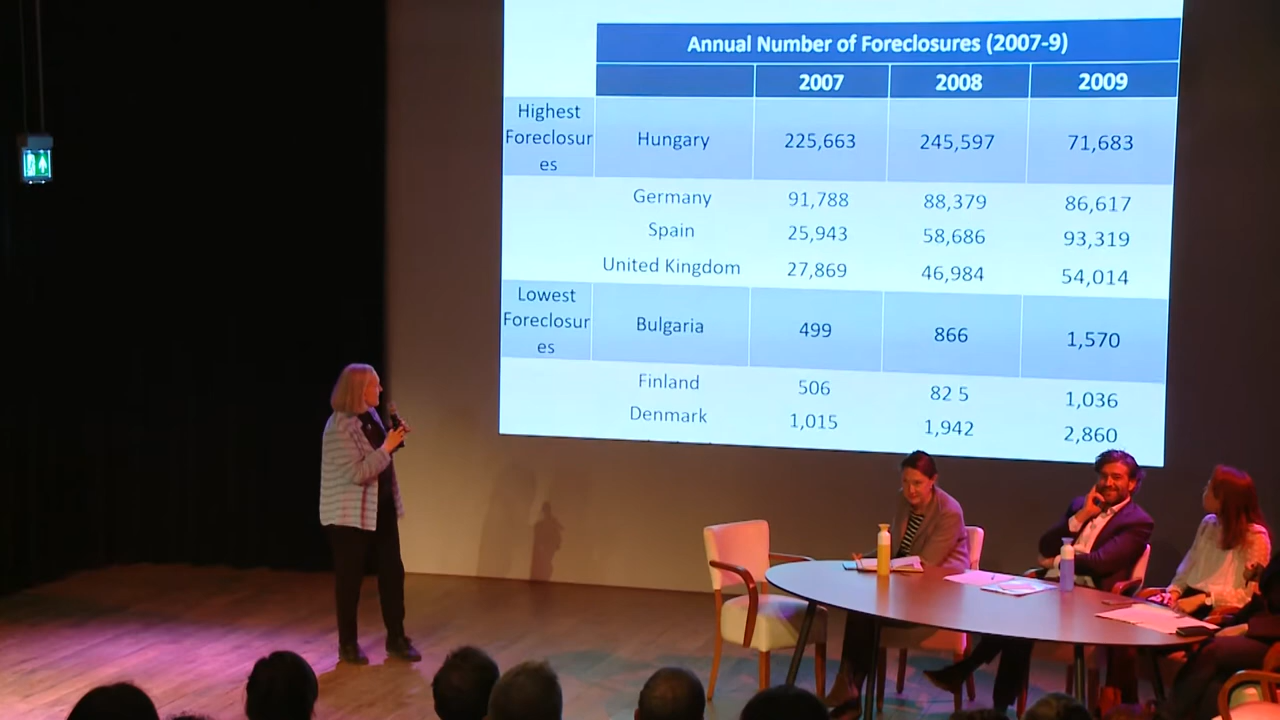 Annual Number of Foreclosures (2007-9)
2007 2008 2009
Highest
Foreclosur
es
Hungary 225,663 245,597 71,683
Germany 91,788 88,379 86,617
Spain 25,943 58,686 93,319
United Kingdom 27,869 46,984 54,014
Lowest
Foreclosur
es
Bulgaria 499 866 1,570
Finland 506 82 5 1,036
Denmark 1,015 1,942 2,860